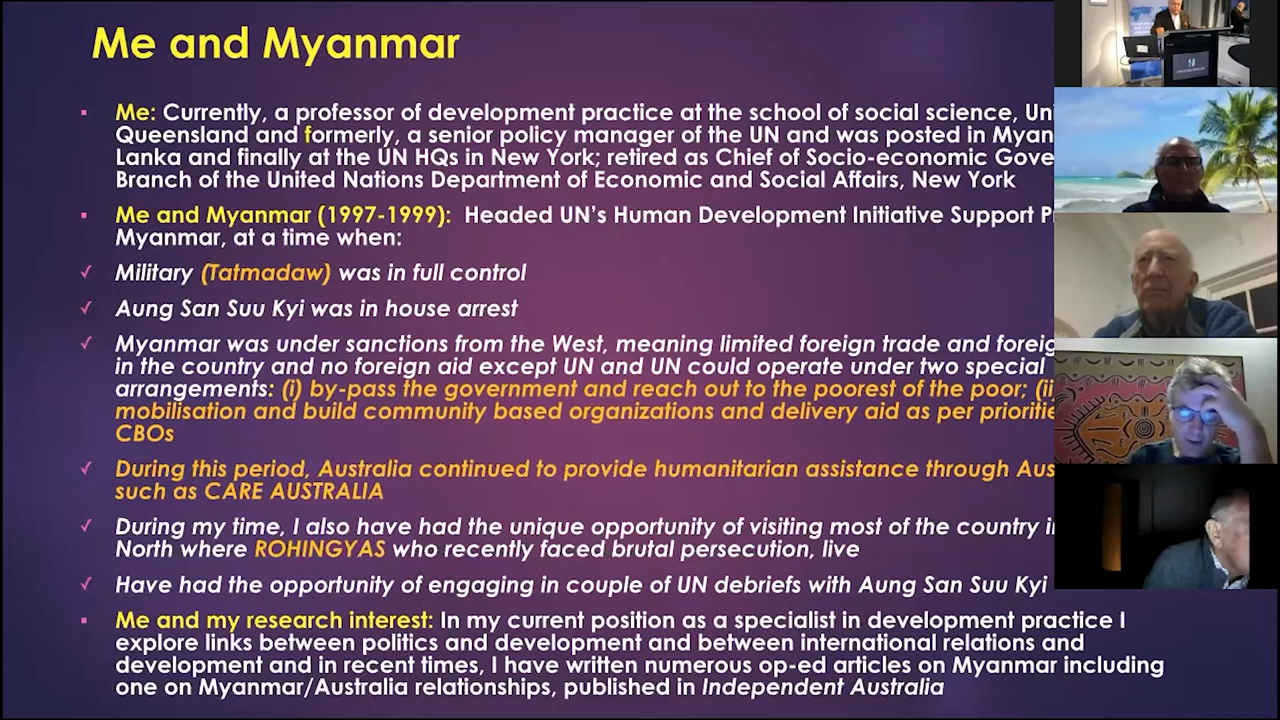 Me and Myanmar
Me: Currently, a professor of development practice at the school of social science,
Queensland and formerly, a senior policy manager of the UN and was posted in
Lanka and finally at the UN HQs in New York; retired as Chief of Socio-economic
Branch of the United Nations Department of Economic and Social Affairs, New York
Me and Myanmar (1997-1999): Headed UN's Human Development Initiative Support
Myanmar, at a time when:
Military (Tatmadaw) was in full control
Aung San Suu Kyi was in house arrest
Myanmar was under sanctions from the West, meaning limited foreign trade and
in the country and no foreign aid except UN and UN could operate under two special
arrangements: (i) by-pass the government and reach out to the poorest of the poor;
mobilisation and build community based organizations and delivery aid as per
CBOs
During this period, Australia continued to provide humanitarian assistance through
such as CARE AUSTRALIA
During my time, I also have had the unique opportunity of visiting most of the country
North where ROHINGYAS who recently faced brutal persecution, live
Have had the opportunity of engaging in couple of UN debriefs with Aung San Suu Kyi
Me and my research interest: In my current position as a specialist in development practice I
explore links between politics and development and between international relations and
development and in recent times, I have written numerous op-ed articles on Myanmar including
one on Myanmar/Australia relationships, published in Independent Australia